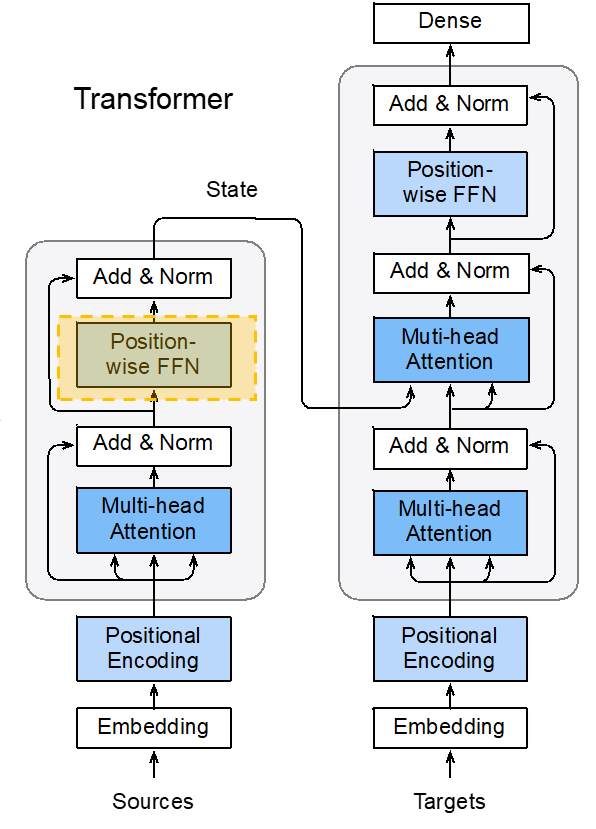 Dense
Add & Norm
Position-
wise FFN
Add & Norm
Muti-head
Attention
Add & Norm
Multi-head
Attention
Positional
Encoding
Embedding
Targets
Transformer
State
Add & Norm
Position-
wise FFN
Add & Norm
Multi-head
Attention
Positional
Encoding
Embedding
Sources